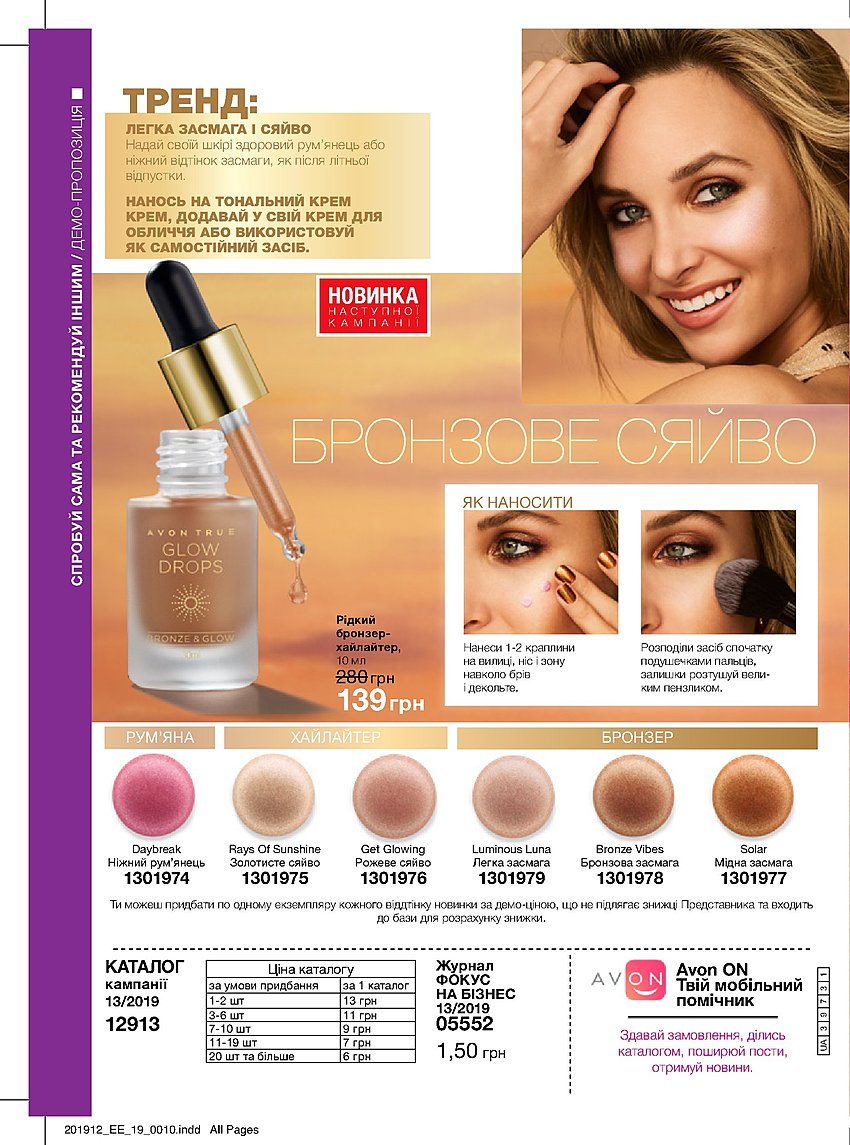 СПРОБУЙ САМА ТА РЕКОМЕНДУЙ ІНШИМ / ДЕМО-ПРОПОЗИЦІЯ
ТРЕНД:
ЛЕГКА ЗАСМАГА І СЯЙВО
Надай своїй шкірі здоровий рум’янець або
ніжний відтінок засмаги, як після літньої
відпустки.
НАНОСЬ НА ТОНАЛЬНИЙ КРЕМ
КРЕМ, ДОДАВАЙ У СВІЙ КРЕМ ДЛЯ
ОБЛИЧЧЯ АБО ВИКОРИСТОВУЙ
ЯК САМОСТІЙНИЙ ЗАСІБ.
НОВИНКА
НАСТУПНОЇ
КАМПАНІЇ
БРОНЗОВЕ СЯЙВО
AVON TRUE
GLOW
DROPS
BRONZE & GLOW
Рідкий
бронзер-
хайлайтер,
10 мл
280 грн
139 грн
ЯК НАНОСИТИ
Нанеси 1-2 краплини
на вилиці, ніс і зону
навколо брів
і декольте.
Розподіли засіб спочатку
подушечками пальців,
залишки розтушуй вели-
ким пензликом.
РУМ’ЯНА
ХАЙЛАЙТЕР
БРОНЗЕР
Daybreak
Ніжний рум’янець
1301974
Rays Of Sunshine
Золотисте сяйво
1301975
Get Glowing
Рожеве сяйво
1301976
Luminous Luna
Легка засмага
1301979
Bronze Vibes
Бронзова засмага
1301978
Solar
Мідна засмага
1301977
Ти можеш придбати по одному екземпляру кожного віддтінку новинки за демо-ціною, що не підлягає знижці Представника та входить
до бази для розрахунку знижки.
КАТАЛОГ
кампанії
13/2019
12913
Ціна каталогу
за умови придбання за 1 каталог
1-2 шт 13 грн
3-6 шт 11 грн
7-10 шт 9 грн
11-19 шт 7 грн
20 шт та більше 6 грн
Журнал
ФОКУС
НА БІЗНЕС
13/2019
05552
1,50 грн
AVON
Avon ON
Твій мобільний
помічник
Здавай замовлення, ділись
каталогом, поширюй пости,
отримуй новини.
UA 39731
201912_EE_19_0010.indd All Pages